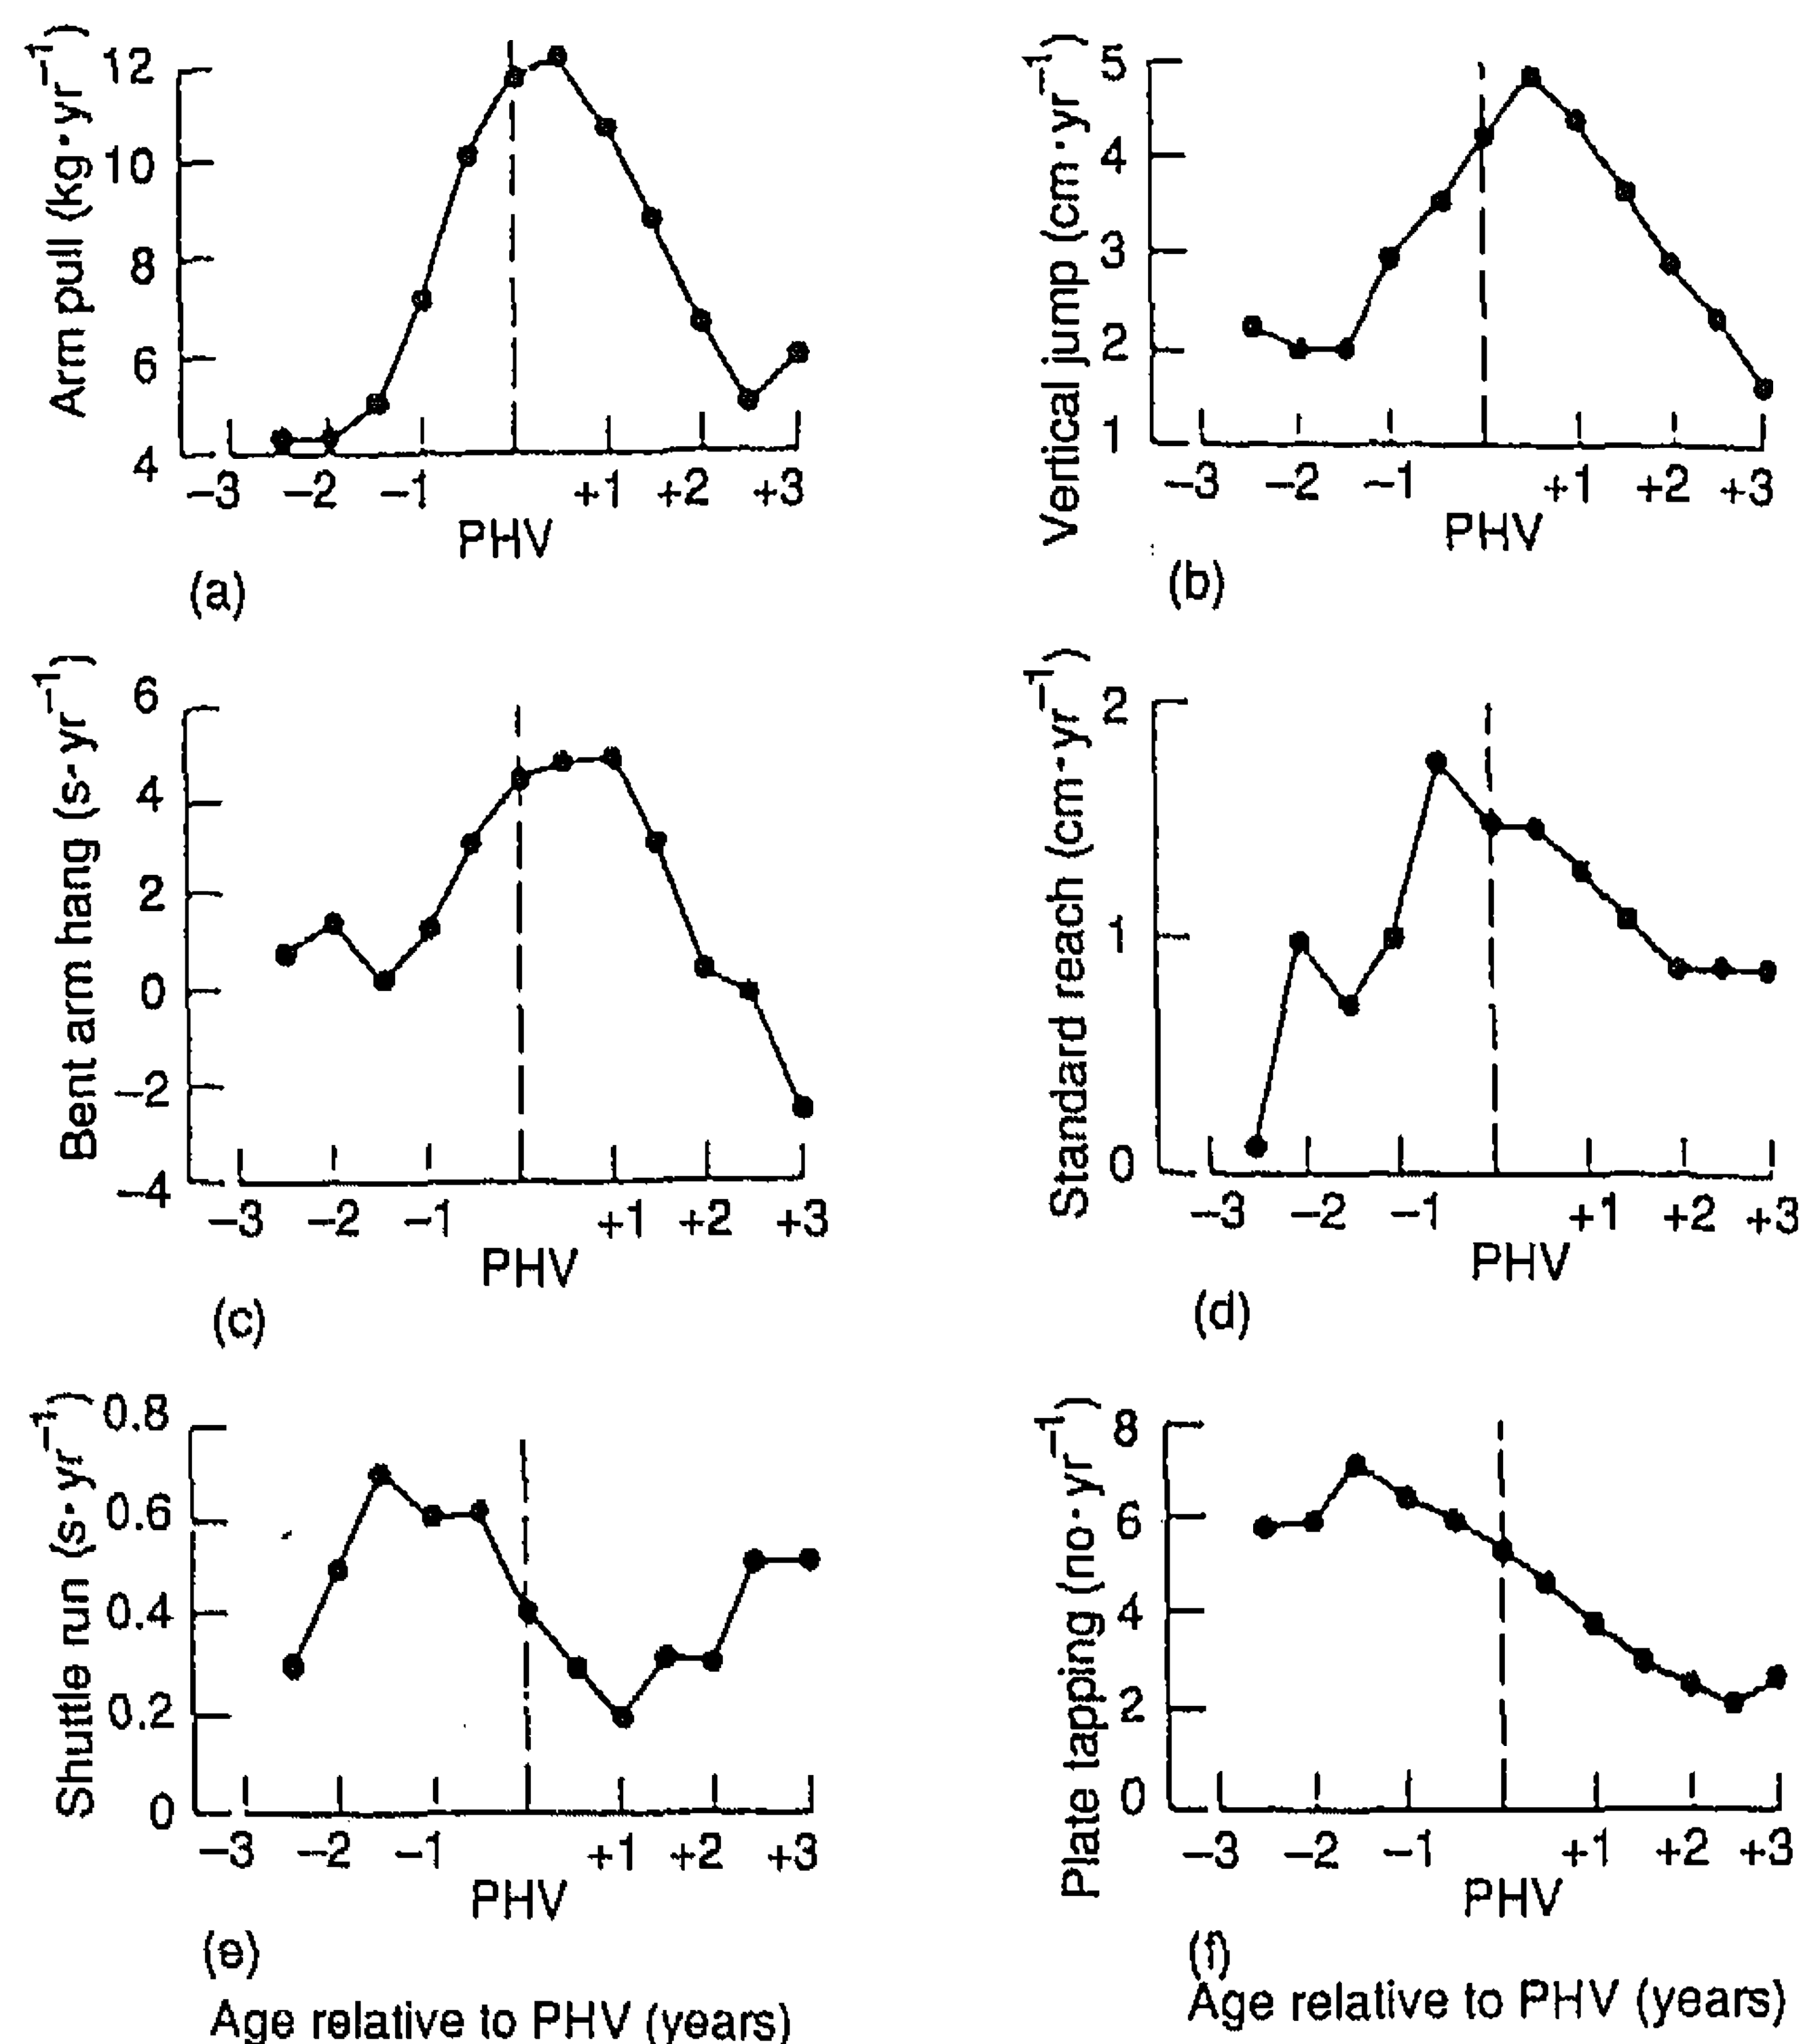 Arm pull (kg·yr⁻¹)
12
10
8
6
4
−3 −2 −1 +1 +2 +3
PHV
(a)
Vertical jump (cm·yr⁻¹)
5
4
3
2
1
−3 −2 −1 +1 +2 +3
PHV
(b)
Bent arm hang (s·yr⁻¹)
6
4
2
0
−2
−4
−3 −2 −1 +1 +2 +3
PHV
(c)
Standard reach (cm·yr⁻¹)
2
1
0
−3 −2 −1 +1 +2 +3
PHV
(d)
Shuttle run (s·yr⁻¹)
0.8
0.6
0.4
0.2
0
−3 −2 −1 +1 +2 +3
PHV
(e)
Age relative to PHV (years)
Plate tapping (no·yr⁻¹)
8
6
4
2
0
−3 −2 −1 +1 +2 +3
PHV
(f)
Age relative to PHV (years)